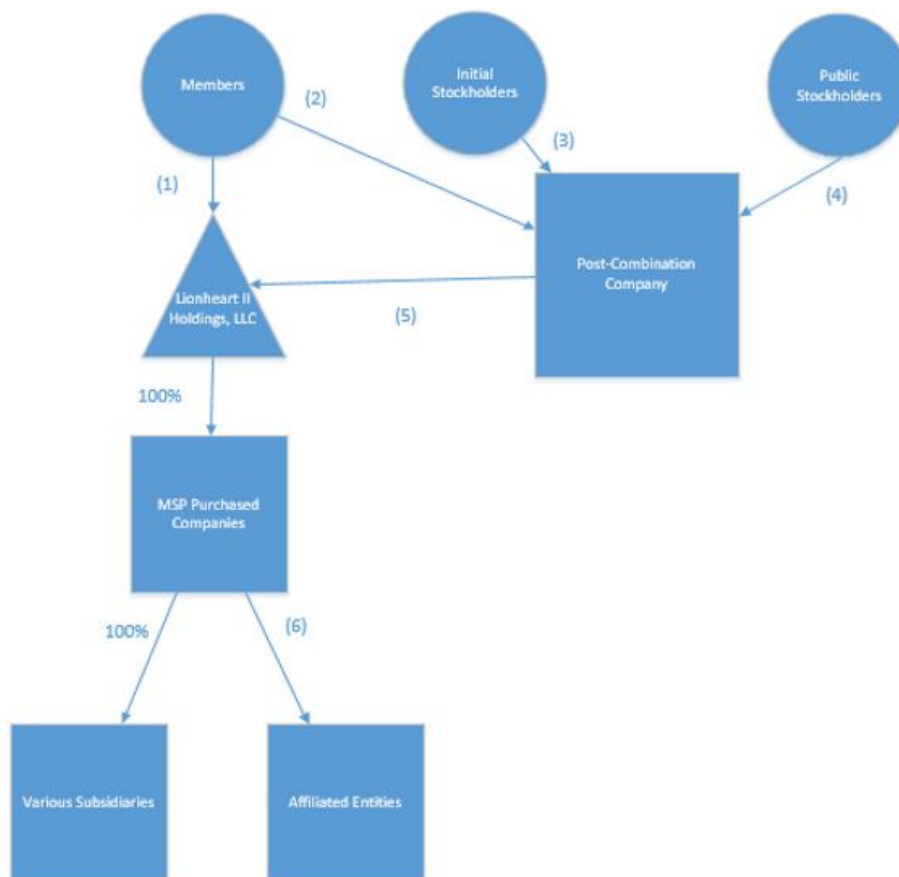 Members
(2)
Initial
Stockholders
Public
Stockholders
(1)
(3)
(4)
Post-Combination
Company
Lionheart II
Holdings, LLC
(5)
100%
MSP Purchased
Companies
100%
(6)
Various Subsidiaries
Affiliated Entities